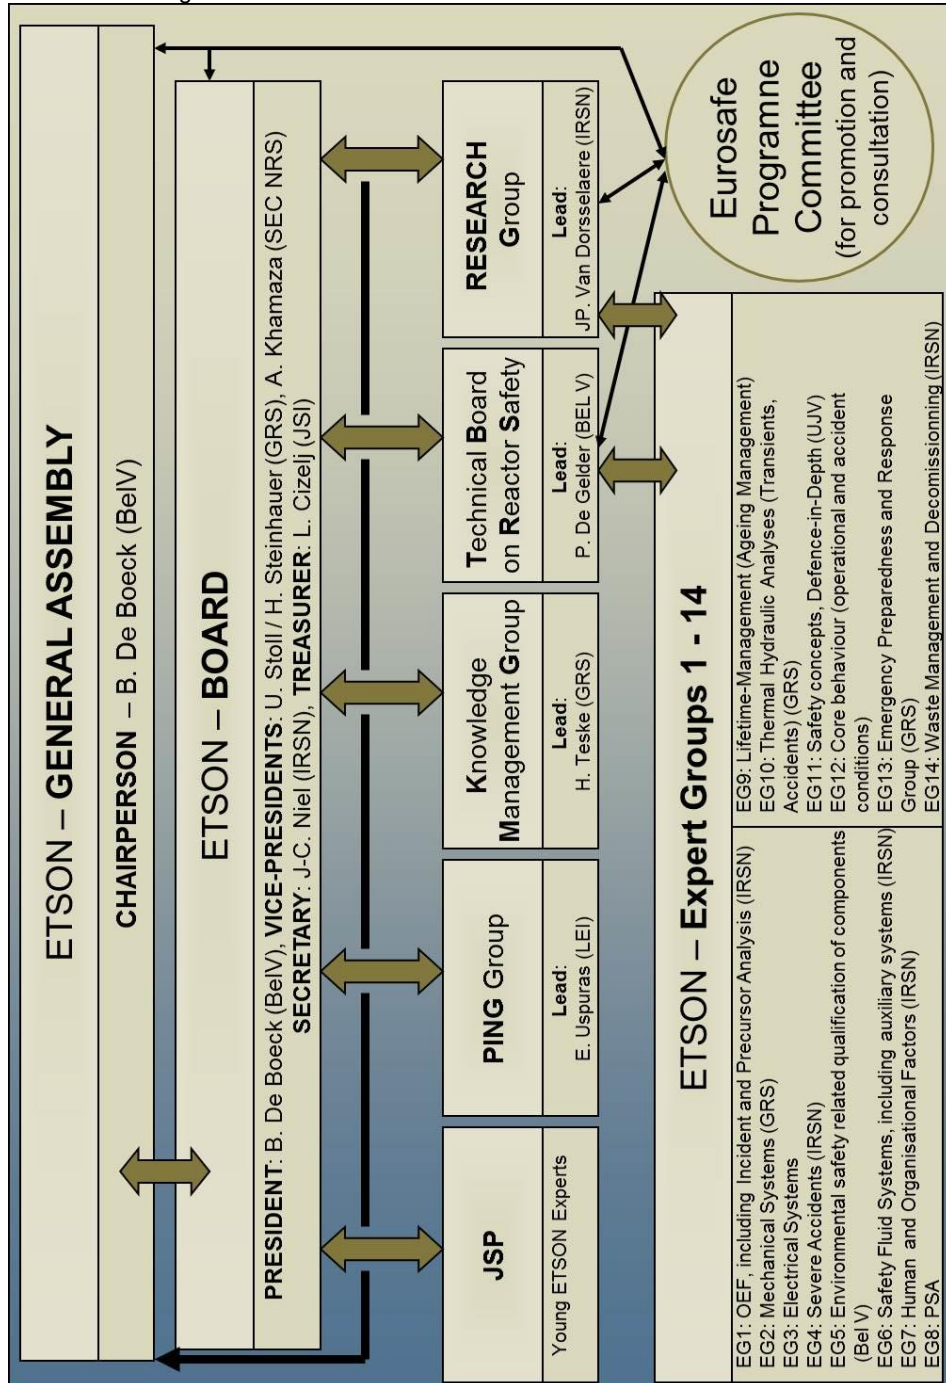 ETSON – GENERAL ASSEMBLY
CHAIRPERSON – B. De Boeck (BelV)
ETSON – BOARD
PRESIDENT: B. De Boeck (BelV), VICE-PRESIDENTS: U. Stoll / H. Steinhauer (GRS), A. Khamaza (SEC NRS)
SECRETARY: J-C. Niel (IRSN), TREASURER: L. Cizelj (JSI)
JSP
Young ETSON Experts
PING Group
Lead:
E. Uspuras (LEI)
Knowledge
Management Group
Lead:
H. Teske (GRS)
Technical Board
on Reactor Safety
Lead:
P. De Gelder (BEL V)
RESEARCH
Group
Lead:
JP. Van Dorsselaere (IRSN)
ETSON – Expert Groups 1 - 14
EG1: OEF, including Incident and Precursor Analysis (IRSN)
EG2: Mechanical Systems (GRS)
EG3: Electrical Systems
EG4: Severe Accidents (IRSN)
EG5: Environmental safety related qualification of components
(Bel V)
EG6: Safety Fluid Systems, including auxiliary systems (IRSN)
EG7: Human and Organisational Factors (IRSN)
EG8: PSA
EG9: Lifetime-Management (Ageing Management)
EG10: Thermal Hydraulic Analyses (Transients,
Accidents) (GRS)
EG11: Safety concepts, Defence-in-Depth (UJV)
EG12: Core behaviour (operational and accident
conditions)
EG13: Emergency Preparedness and Response
Group (GRS)
EG14: Waste Management and Decomissionning (IRSN)
Eurosafe
Programne
Committee
(for promotion and
consultation)